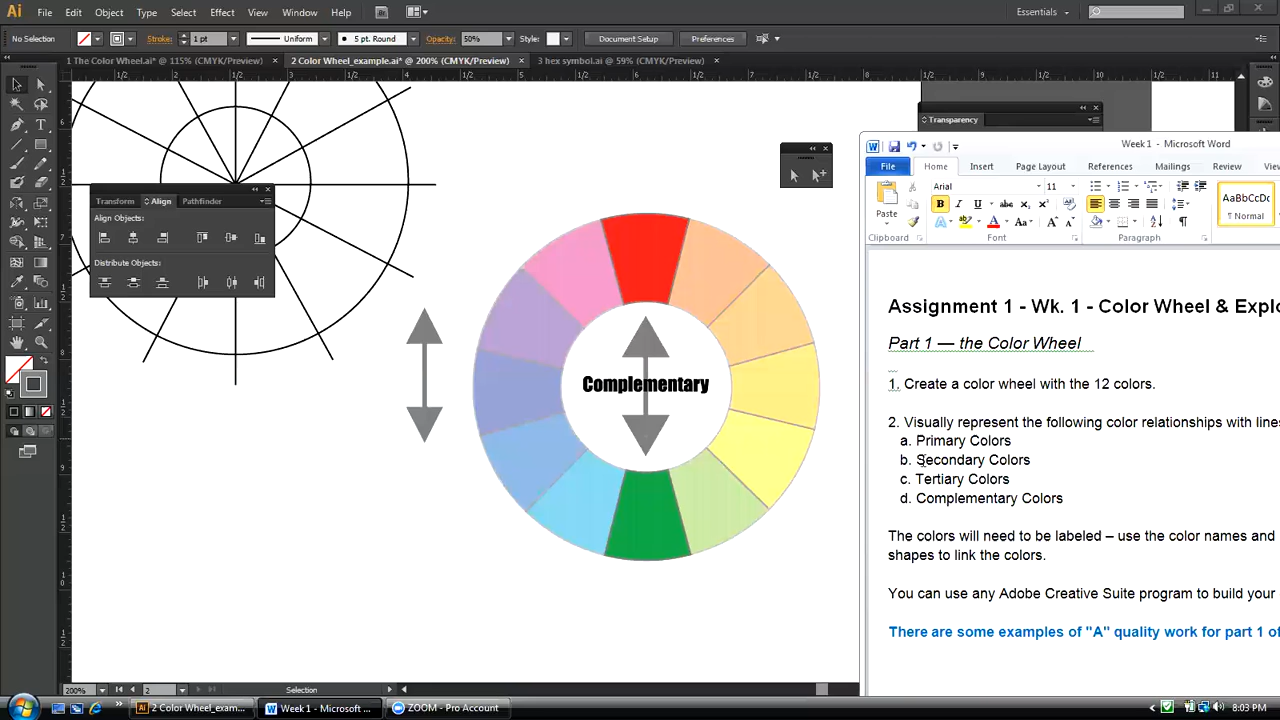 Ai File Edit Object Type Select Effect View Window Help Br Essentials
No Selection Stroke: 1 pt Uniform 5 pt. Round Opacity: 50% Style: Document Setup Preferences
1 The Color Wheel.ai* @ 115% (CMYK/Preview) × 2 Color Wheel_example.ai* @ 200% (CMYK/Preview) × 3 hex symbol.ai @ 59% (CMYK/Preview) ×
Transparency
Week 1 - Microsoft Word
File Home Insert Page Layout References Mailings Review
Arial 11
Paste
AaBbCcDc
¶ Normal
Clipboard Font Paragraph
Transform Align Pathfinder
Align Objects:
Distribute Objects:
Complementary
Assignment 1 - Wk. 1 - Color Wheel &
Part 1 — the Color Wheel
1. Create a color wheel with the 12 colors.
2. Visually represent the following color relationships with
a. Primary Colors
b. Secondary Colors
c. Tertiary Colors
d. Complementary Colors
The colors will need to be labeled – use the color names and
shapes to link the colors.
You can use any Adobe Creative Suite program to build your
There are some examples of "A" quality work for part 1 of
200% 2 Selection
2 Color Wheel_exam... Week 1 - Microsoft ... ZOOM - Pro Account 8:03 PM